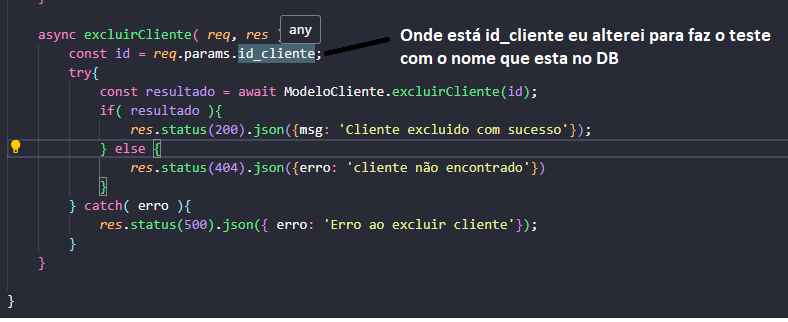 }
async excluirCliente( req, res )
any
const id = req.params.id_cliente;
Onde está id_cliente eu alterei para faz o teste
com o nome que esta no DB
try{
const resultado = await ModeloCliente.excluirCliente(id);
if( resultado ){
res.status(200).json({msg: 'Cliente excluido com sucesso'});
} else {
res.status(404).json({erro: 'cliente não encontrado'})
}
} catch( erro ){
res.status(500).json({ erro: 'Erro ao excluir cliente'});
}
}
}